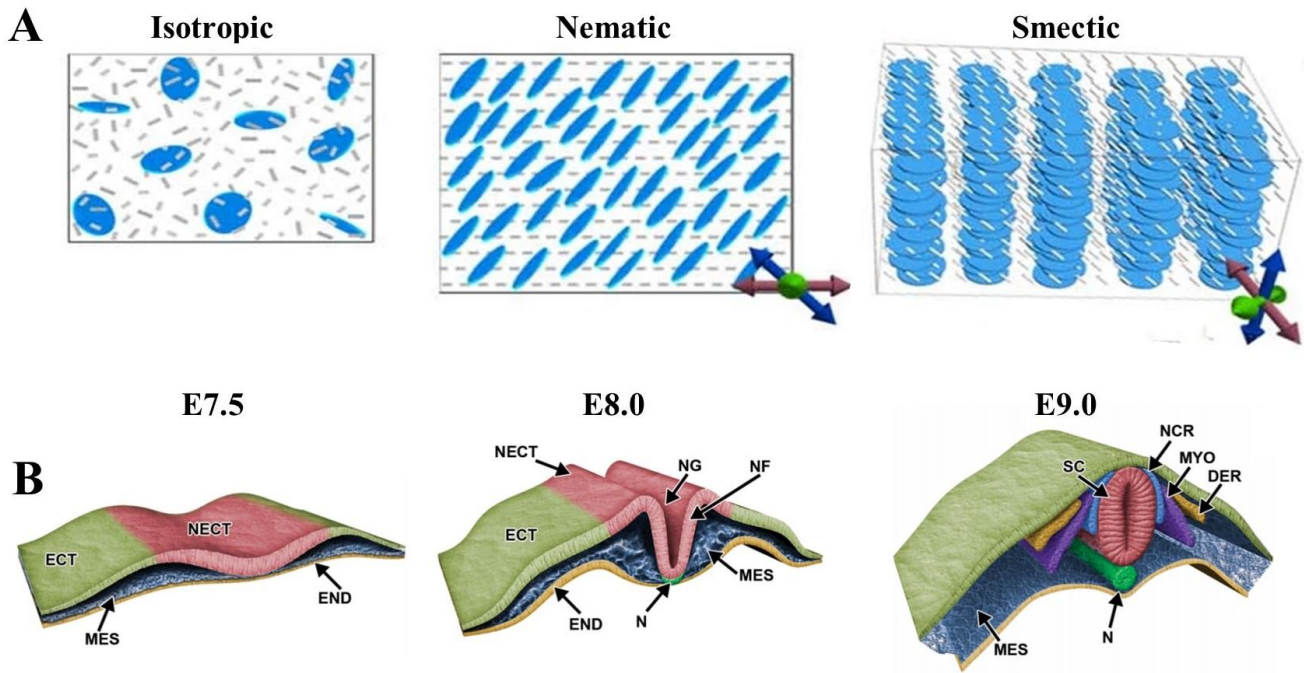 A
Isotropic
Nematic
Smectic
E7.5
E8.0
E9.0
B
NECT
ECT
MES
END
NECT
NG
NF
ECT
MES
END
N
NCR
SC
MYO
DER
MES
N